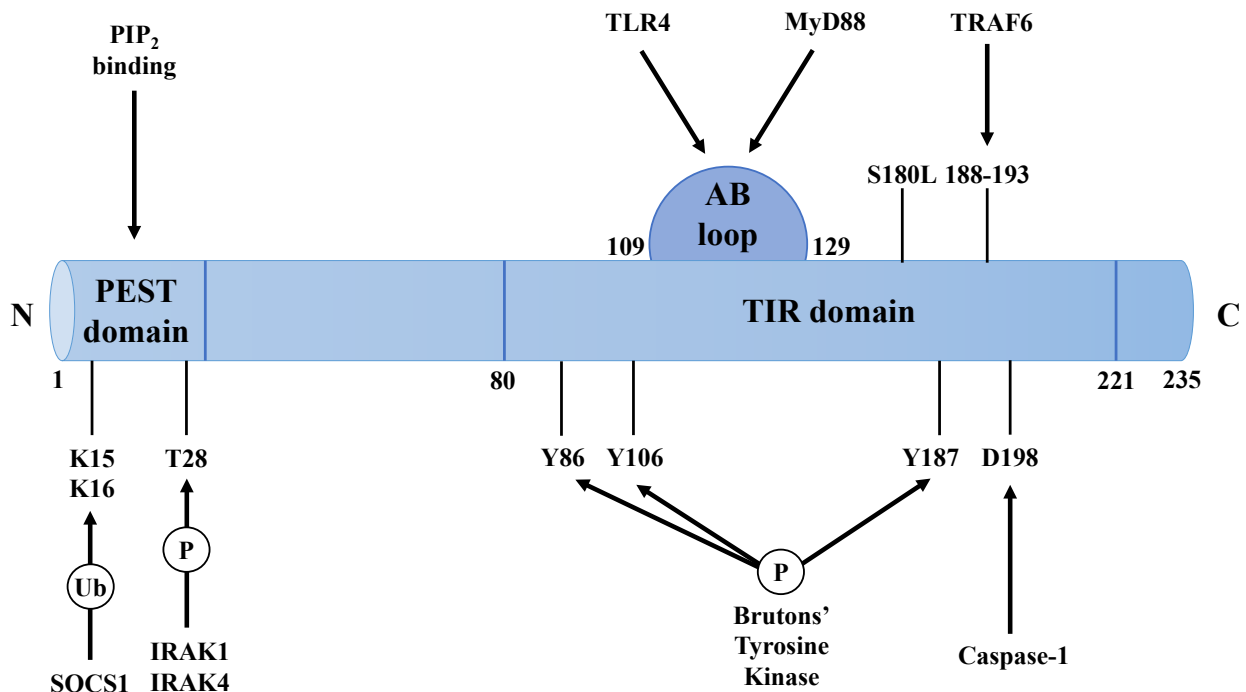 PIP₂
binding
TLR4
MyD88
TRAF6
S180L 188-193
AB
loop
109
129
N
PEST
domain
TIR domain
C
1
80
221
235
K15
K16
T28
Y86
Y106
Y187
D198
P
Ub
P
Brutons'
Tyrosine
Kinase
Caspase-1
IRAK1
IRAK4
SOCS1